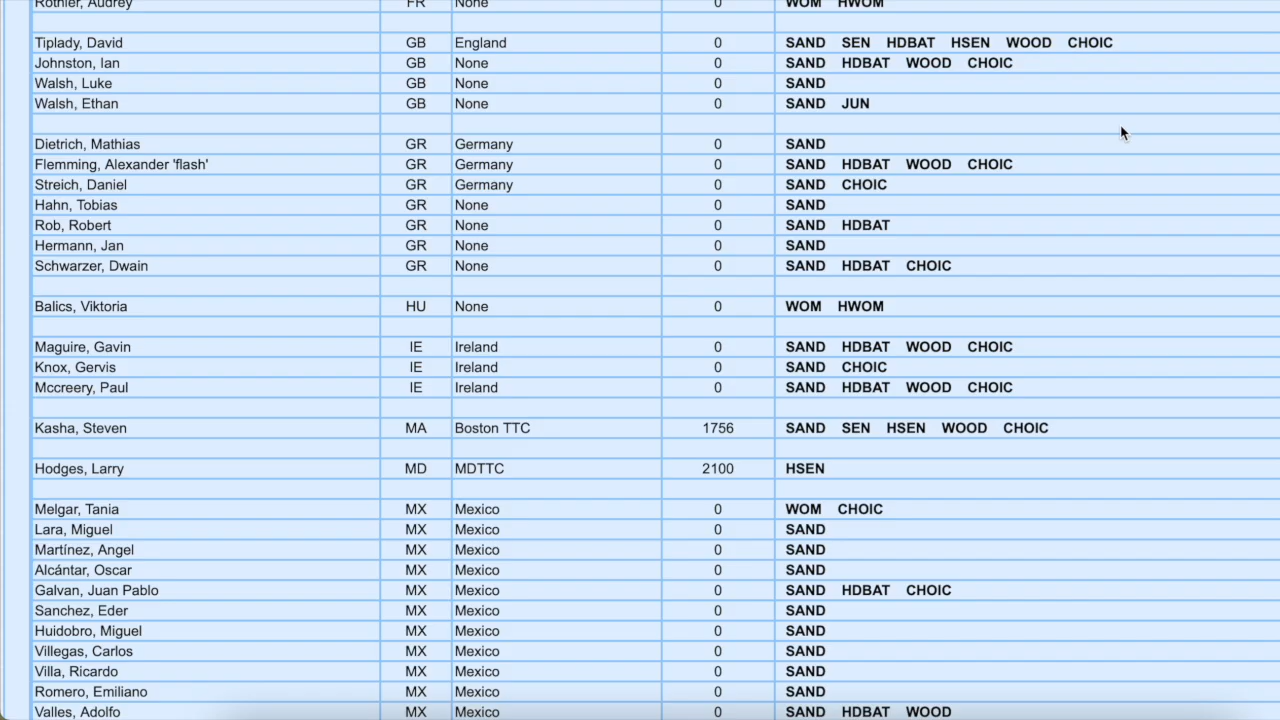 Rothier, Audrey FR None 0 WOM HWOM
Tiplady, David GB England 0 SAND SEN HDBAT HSEN WOOD CHOIC
Johnston, Ian GB None 0 SAND HDBAT WOOD CHOIC
Walsh, Luke GB None 0 SAND
Walsh, Ethan GB None 0 SAND JUN
Dietrich, Mathias GR Germany 0 SAND
Flemming, Alexander 'flash' GR Germany 0 SAND HDBAT WOOD CHOIC
Streich, Daniel GR Germany 0 SAND CHOIC
Hahn, Tobias GR None 0 SAND
Rob, Robert GR None 0 SAND HDBAT
Hermann, Jan GR None 0 SAND
Schwarzer, Dwain GR None 0 SAND HDBAT CHOIC
Balics, Viktoria HU None 0 WOM HWOM
Maguire, Gavin IE Ireland 0 SAND HDBAT WOOD CHOIC
Knox, Gervis IE Ireland 0 SAND CHOIC
Mccreery, Paul IE Ireland 0 SAND HDBAT WOOD CHOIC
Kasha, Steven MA Boston TTC 1756 SAND SEN HSEN WOOD CHOIC
Hodges, Larry MD MDTTC 2100 HSEN
Melgar, Tania MX Mexico 0 WOM CHOIC
Lara, Miguel MX Mexico 0 SAND
Martínez, Angel MX Mexico 0 SAND
Alcántar, Oscar MX Mexico 0 SAND
Galvan, Juan Pablo MX Mexico 0 SAND HDBAT CHOIC
Sanchez, Eder MX Mexico 0 SAND
Huidobro, Miguel MX Mexico 0 SAND
Villegas, Carlos MX Mexico 0 SAND
Villa, Ricardo MX Mexico 0 SAND
Romero, Emiliano MX Mexico 0 SAND
Valles, Adolfo MX Mexico 0 SAND HDBAT WOOD